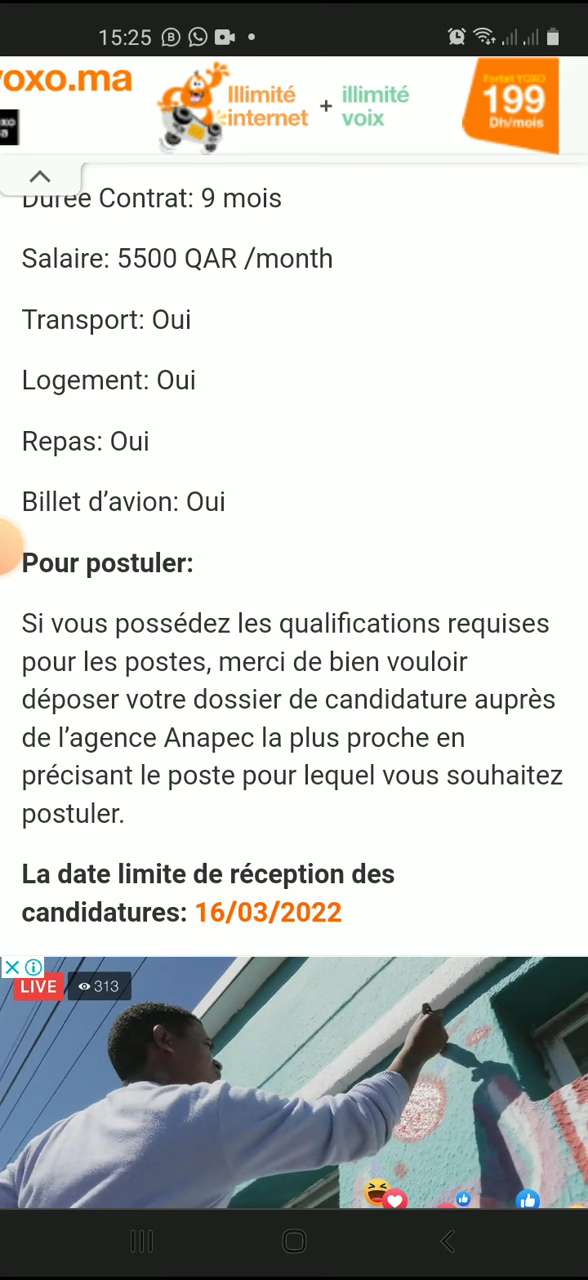 15:25
yoxo.ma
Illimité
internet
+
illimité
voix
Forfait YOXO
199
Dh/mois
Durée Contrat: 9 mois
Salaire: 5500 QAR /month
Transport: Oui
Logement: Oui
Repas: Oui
Billet d’avion: Oui
Pour postuler:
Si vous possédez les qualifications requises
pour les postes, merci de bien vouloir
déposer votre dossier de candidature auprès
de l’agence Anapec la plus proche en
précisant le poste pour lequel vous souhaitez
postuler.
La date limite de réception des
candidatures: 16/03/2022
LIVE
313